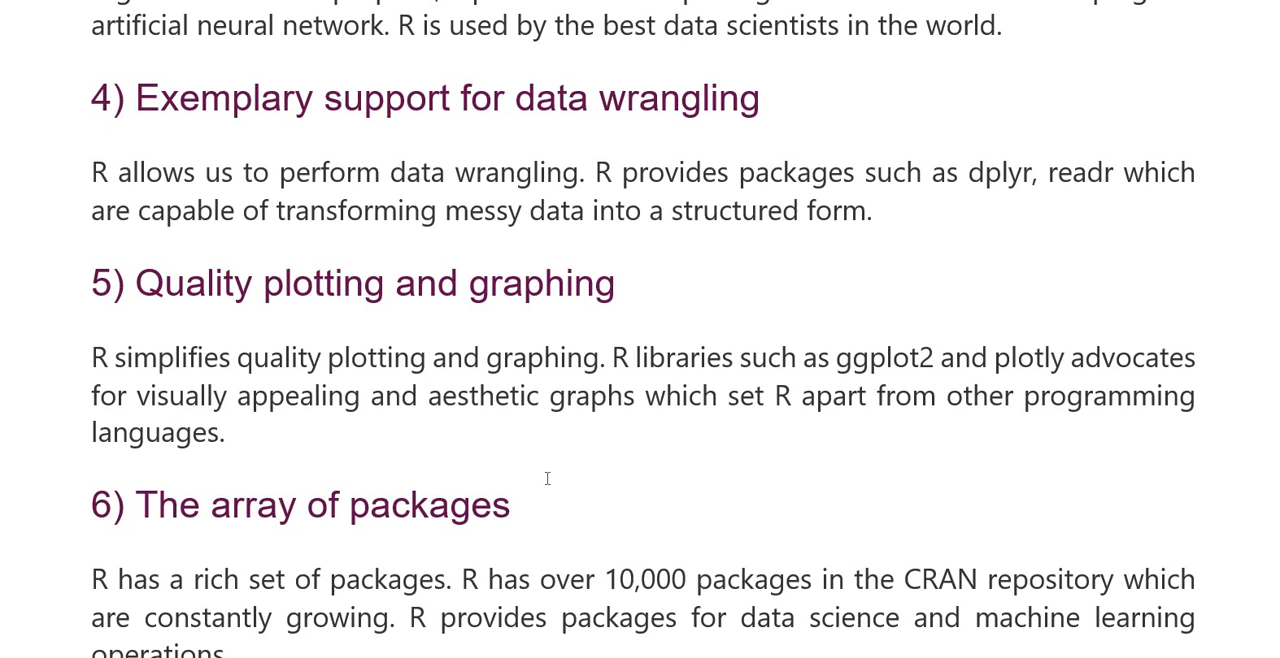 artificial neural network. R is used by the best data scientists in the world.
4) Exemplary support for data wrangling
R allows us to perform data wrangling. R provides packages such as dplyr, readr which
are capable of transforming messy data into a structured form.
5) Quality plotting and graphing
R simplifies quality plotting and graphing. R libraries such as ggplot2 and plotly advocates
for visually appealing and aesthetic graphs which set R apart from other programming
languages.
6) The array of packages
R has a rich set of packages. R has over 10,000 packages in the CRAN repository which
are constantly growing. R provides packages for data science and machine learning
operations.